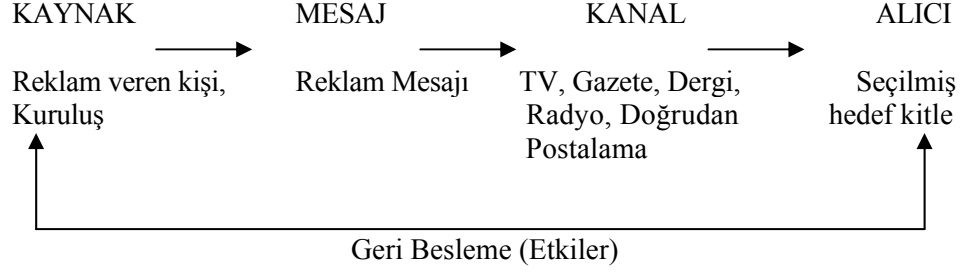 KAYNAK MESAJ KANAL ALICI
Reklam veren kişi, Reklam Mesajı TV, Gazete, Dergi, Seçilmiş
Kuruluş Radyo, Doğrudan hedef kitle
Postalama
Geri Besleme (Etkiler)